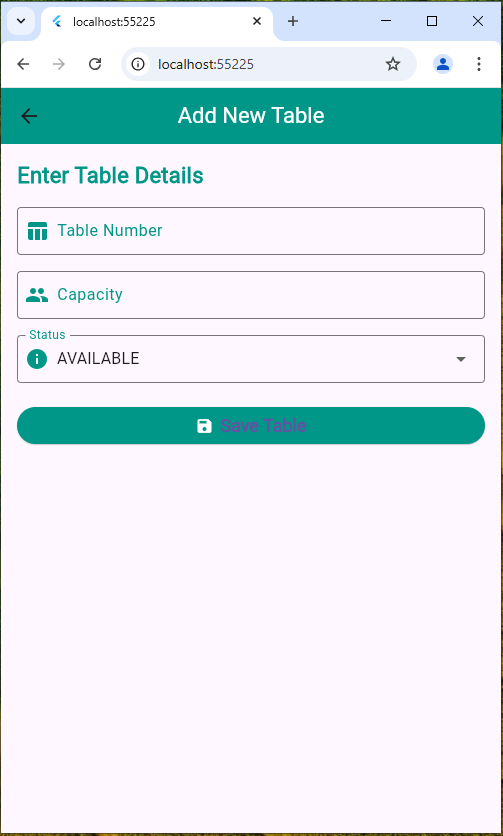 localhost:55225
localhost:55225
Add New Table
Enter Table Details
Table Number
Capacity
Status
AVAILABLE
Save Table